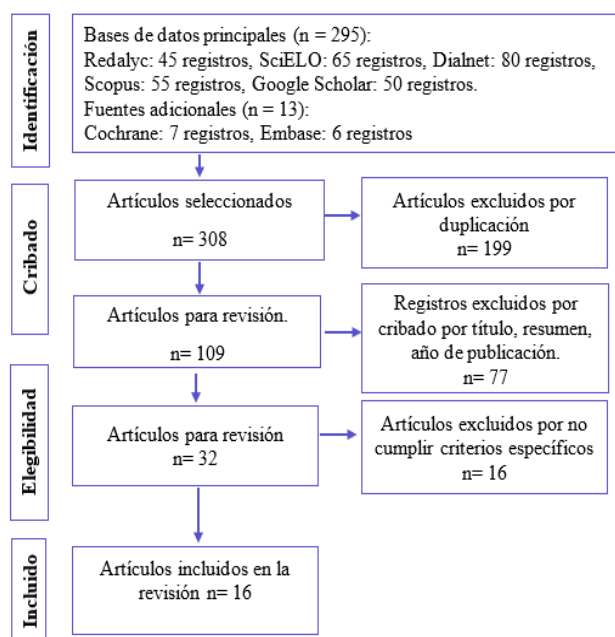 Identificación
Bases de datos principales (n = 295):
Redalyc: 45 registros, SciELO: 65 registros, Dialnet: 80 registros,
Scopus: 55 registros, Google Scholar: 50 registros.
Fuentes adicionales (n = 13):
Cochrane: 7 registros, Embase: 6 registros
Cribado
Artículos seleccionados
n= 308
Artículos excluidos por
duplicación
n= 199
Artículos para revisión.
n= 109
Registros excluidos por
cribado por título, resumen,
año de publicación.
n= 77
Elegibilidad
Artículos para revisión
n= 32
Artículos excluidos por no
cumplir criterios específicos
n= 16
Incluido
Artículos incluidos en la
revisión n= 16